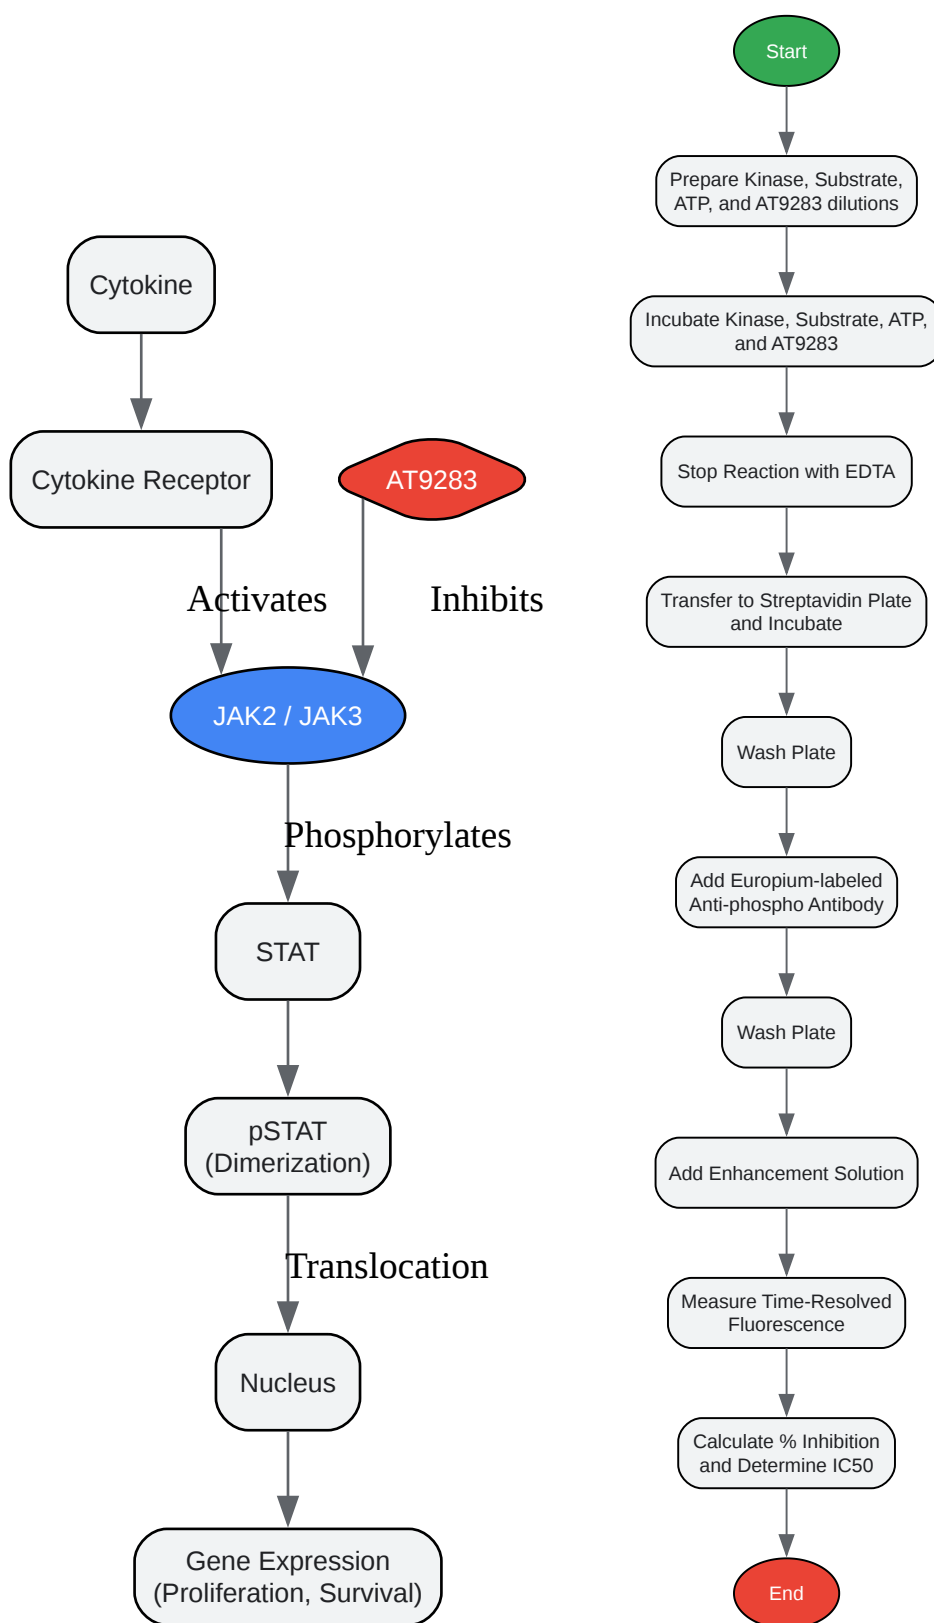 Cytokine
Cytokine Receptor
AT9283
Activates
Inhibits
JAK2 / JAK3
Phosphorylates
STAT
pSTAT
(Dimerization)
Translocation
Nucleus
Gene Expression
(Proliferation, Survival)
Start
Prepare Kinase, Substrate,
ATP, and AT9283 dilutions
Incubate Kinase, Substrate, ATP,
and AT9283
Stop Reaction with EDTA
Transfer to Streptavidin Plate
and Incubate
Wash Plate
Add Europium-labeled
Anti-phospho Antibody
Wash Plate
Add Enhancement Solution
Measure Time-Resolved
Fluorescence
Calculate % Inhibition
and Determine IC50
End